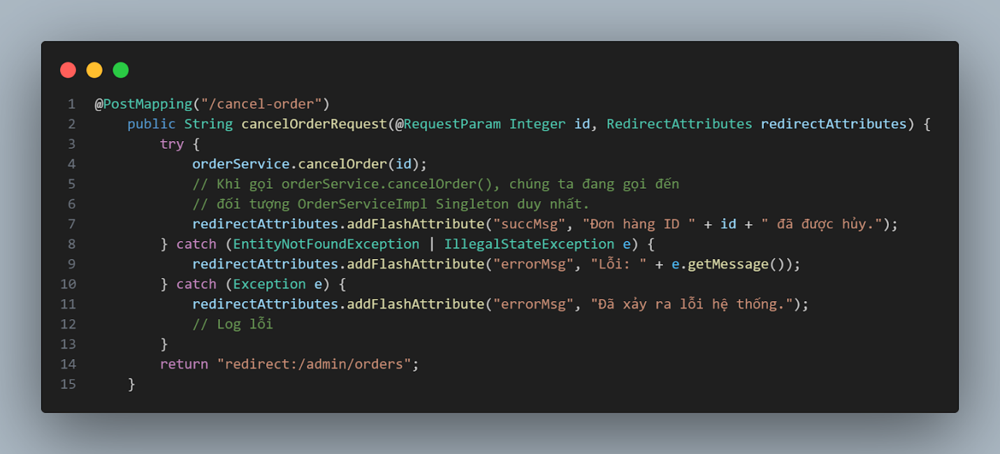 1 @PostMapping("/cancel-order")
2     public String cancelOrderRequest(@RequestParam Integer id, RedirectAttributes redirectAttributes) {
3         try {
4             orderService.cancelOrder(id);
5             // Khi gọi orderService.cancelOrder(), chúng ta đang gọi đến
6             // đối tượng OrderServiceImpl Singleton duy nhất.
7             redirectAttributes.addFlashAttribute("succMsg", "Đơn hàng ID " + id + " đã được hủy.");
8         } catch (EntityNotFoundException | IllegalStateException e) {
9             redirectAttributes.addFlashAttribute("errorMsg", "Lỗi: " + e.getMessage());
10         } catch (Exception e) {
11             redirectAttributes.addFlashAttribute("errorMsg", "Đã xảy ra lỗi hệ thống.");
12             // Log lỗi
13         }
14         return "redirect:/admin/orders";
15     }